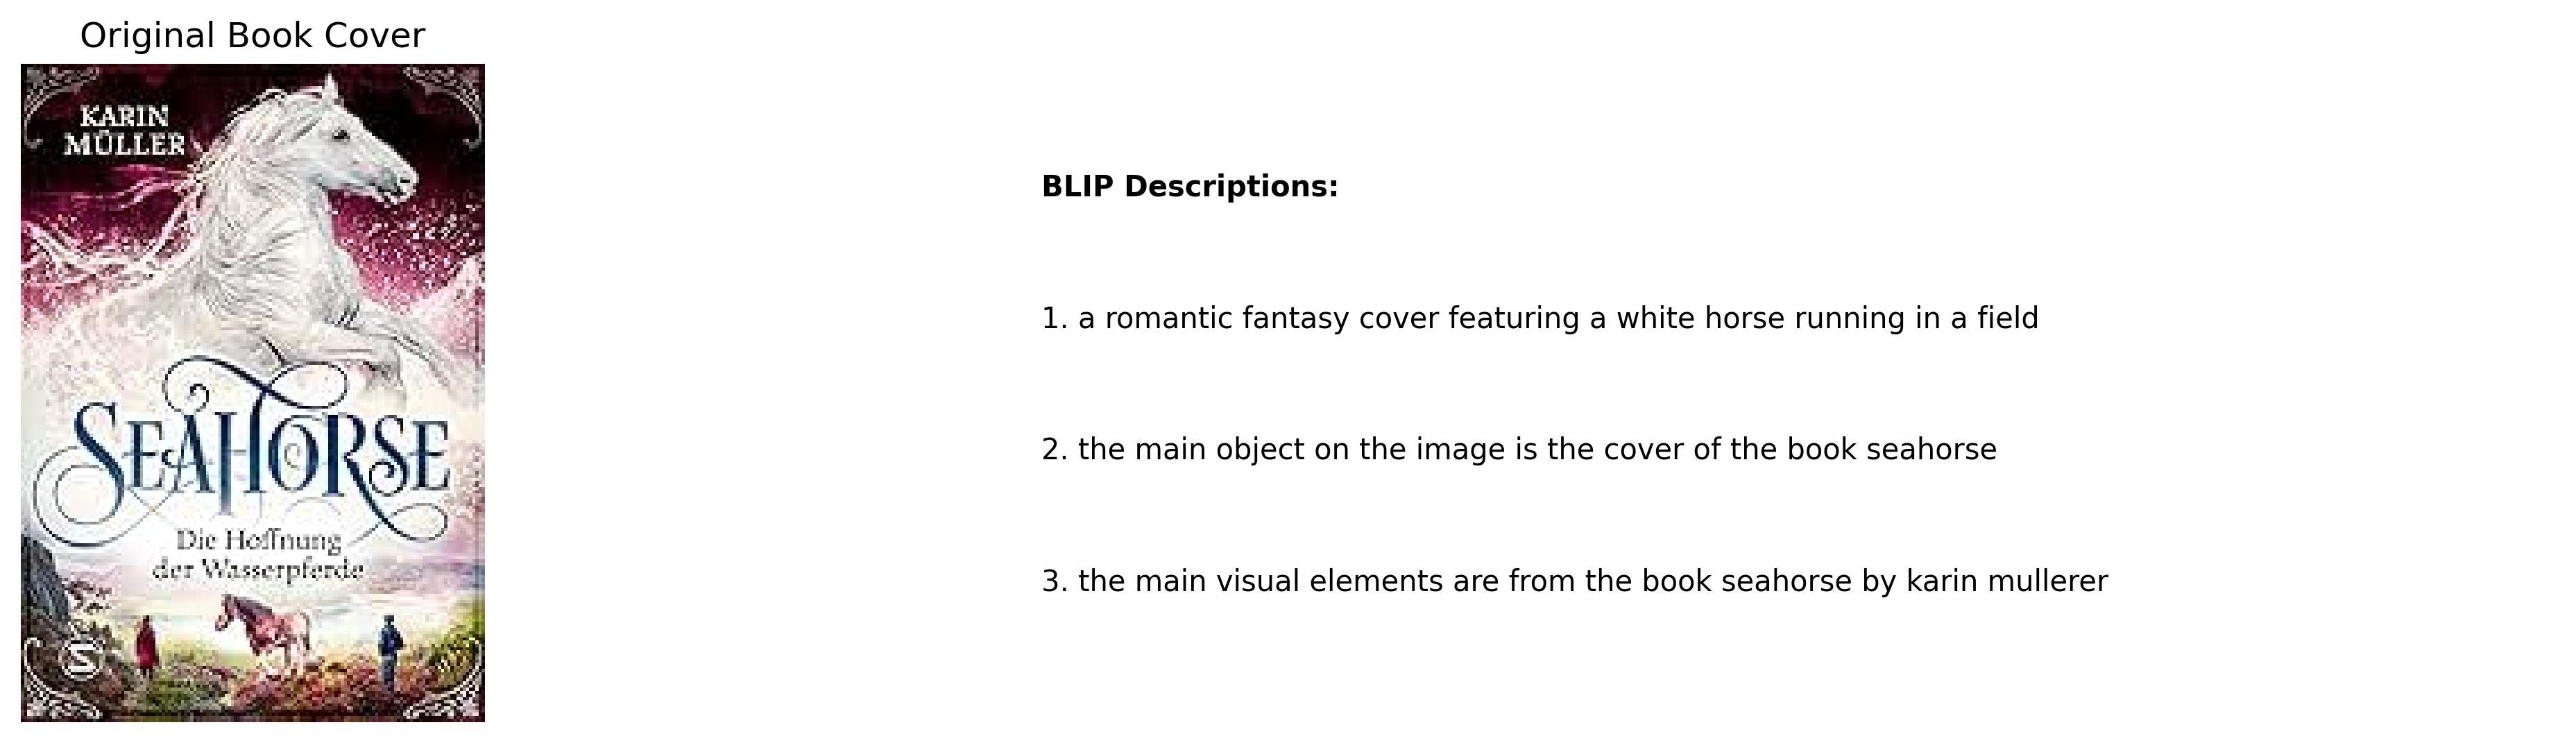 Original Book Cover
KARIN
MÜLLER
SEAHORSE
Die Hoffnung
der Wasserpferde
S
BLIP Descriptions:
1. a romantic fantasy cover featuring a white horse running in a field
2. the main object on the image is the cover of the book seahorse
3. the main visual elements are from the book seahorse by karin mullerer